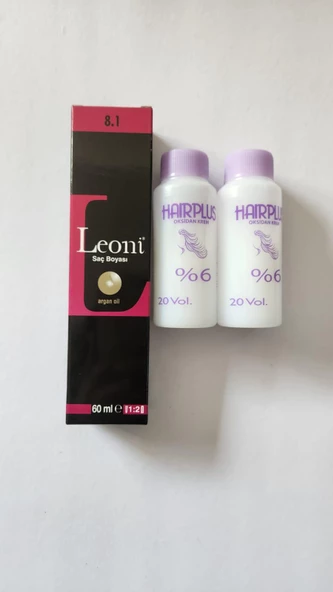 8.1
Leoni®
Saç Boyası
argan oil
60 ml e 1:2
HAIRPLUS
OKSİDAN KREM
%6
20 Vol.
HAIRPLUS
OKSİDAN KREM
%6
20 Vol.